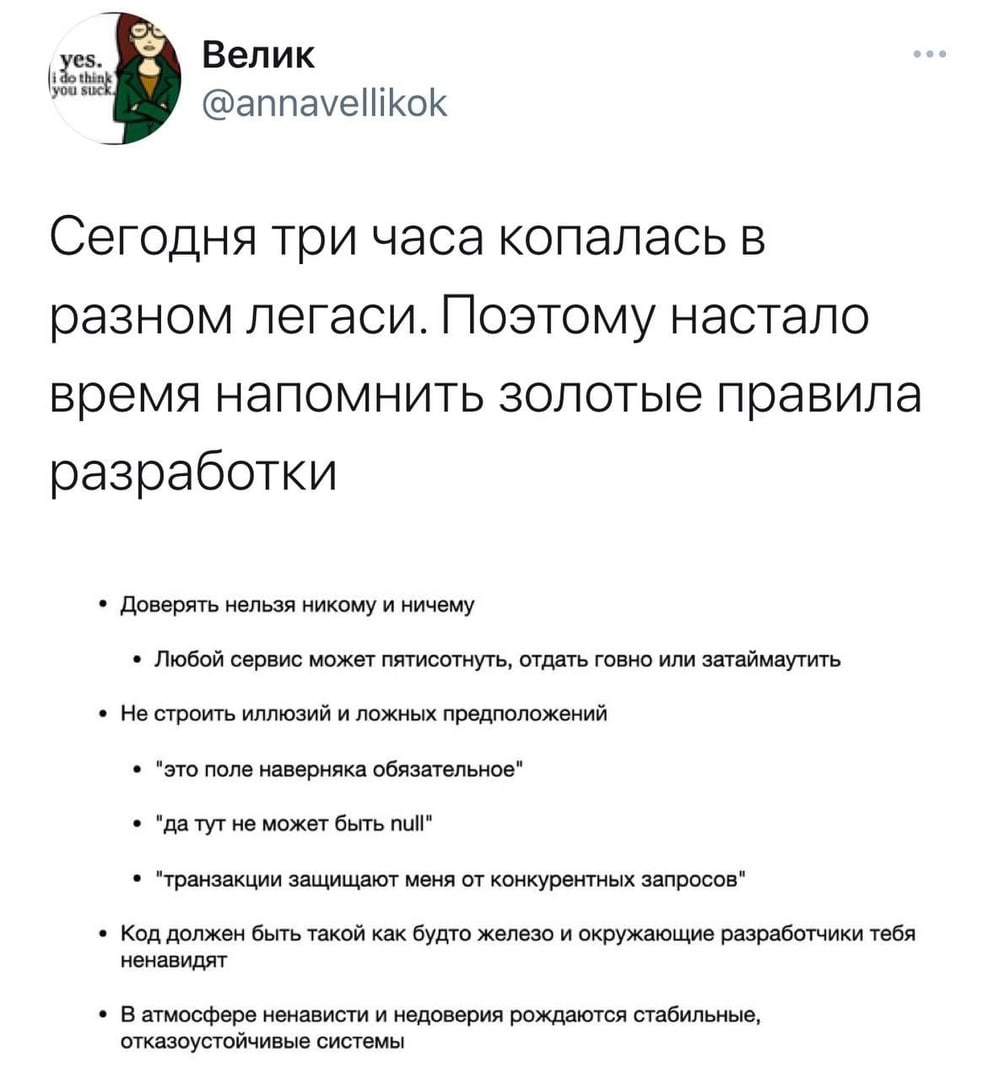 yes.
i do think
you suck.
Велик
@annavellikok
Сегодня три часа копалась в
разном легаси. Поэтому настало
время напомнить золотые правила
разработки
• Доверять нельзя никому и ничему
• Любой сервис может пятисотнуть, отдать говно или затаймаутить
• Не строить иллюзий и ложных предположений
• "это поле наверняка обязательное"
• "да тут не может быть null"
• "транзакции защищают меня от конкурентных запросов"
• Код должен быть такой как будто железо и окружающие разработчики тебя
ненавидят
• В атмосфере ненависти и недоверия рождаются стабильные,
отказоустойчивые системы